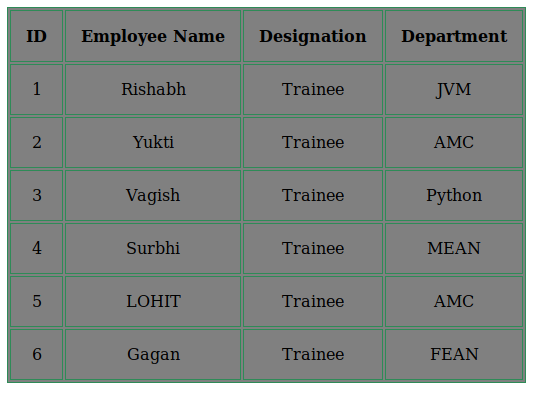 ID Employee Name Designation Department
1 Rishabh Trainee JVM
2 Yukti Trainee AMC
3 Vagish Trainee Python
4 Surbhi Trainee MEAN
5 LOHIT Trainee AMC
6 Gagan Trainee FEAN